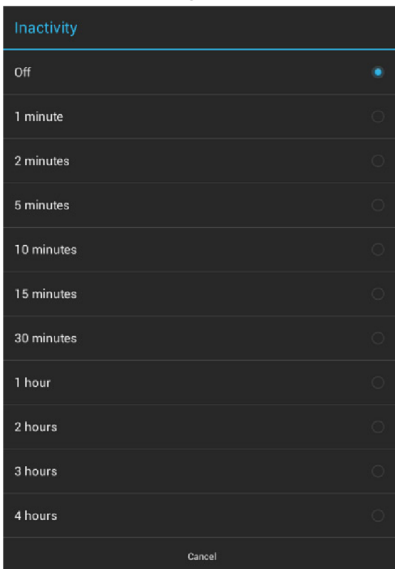 Inactivity
Off
1 minute
2 minutes
5 minutes
10 minutes
15 minutes
30 minutes
1 hour
2 hours
3 hours
4 hours
Cancel